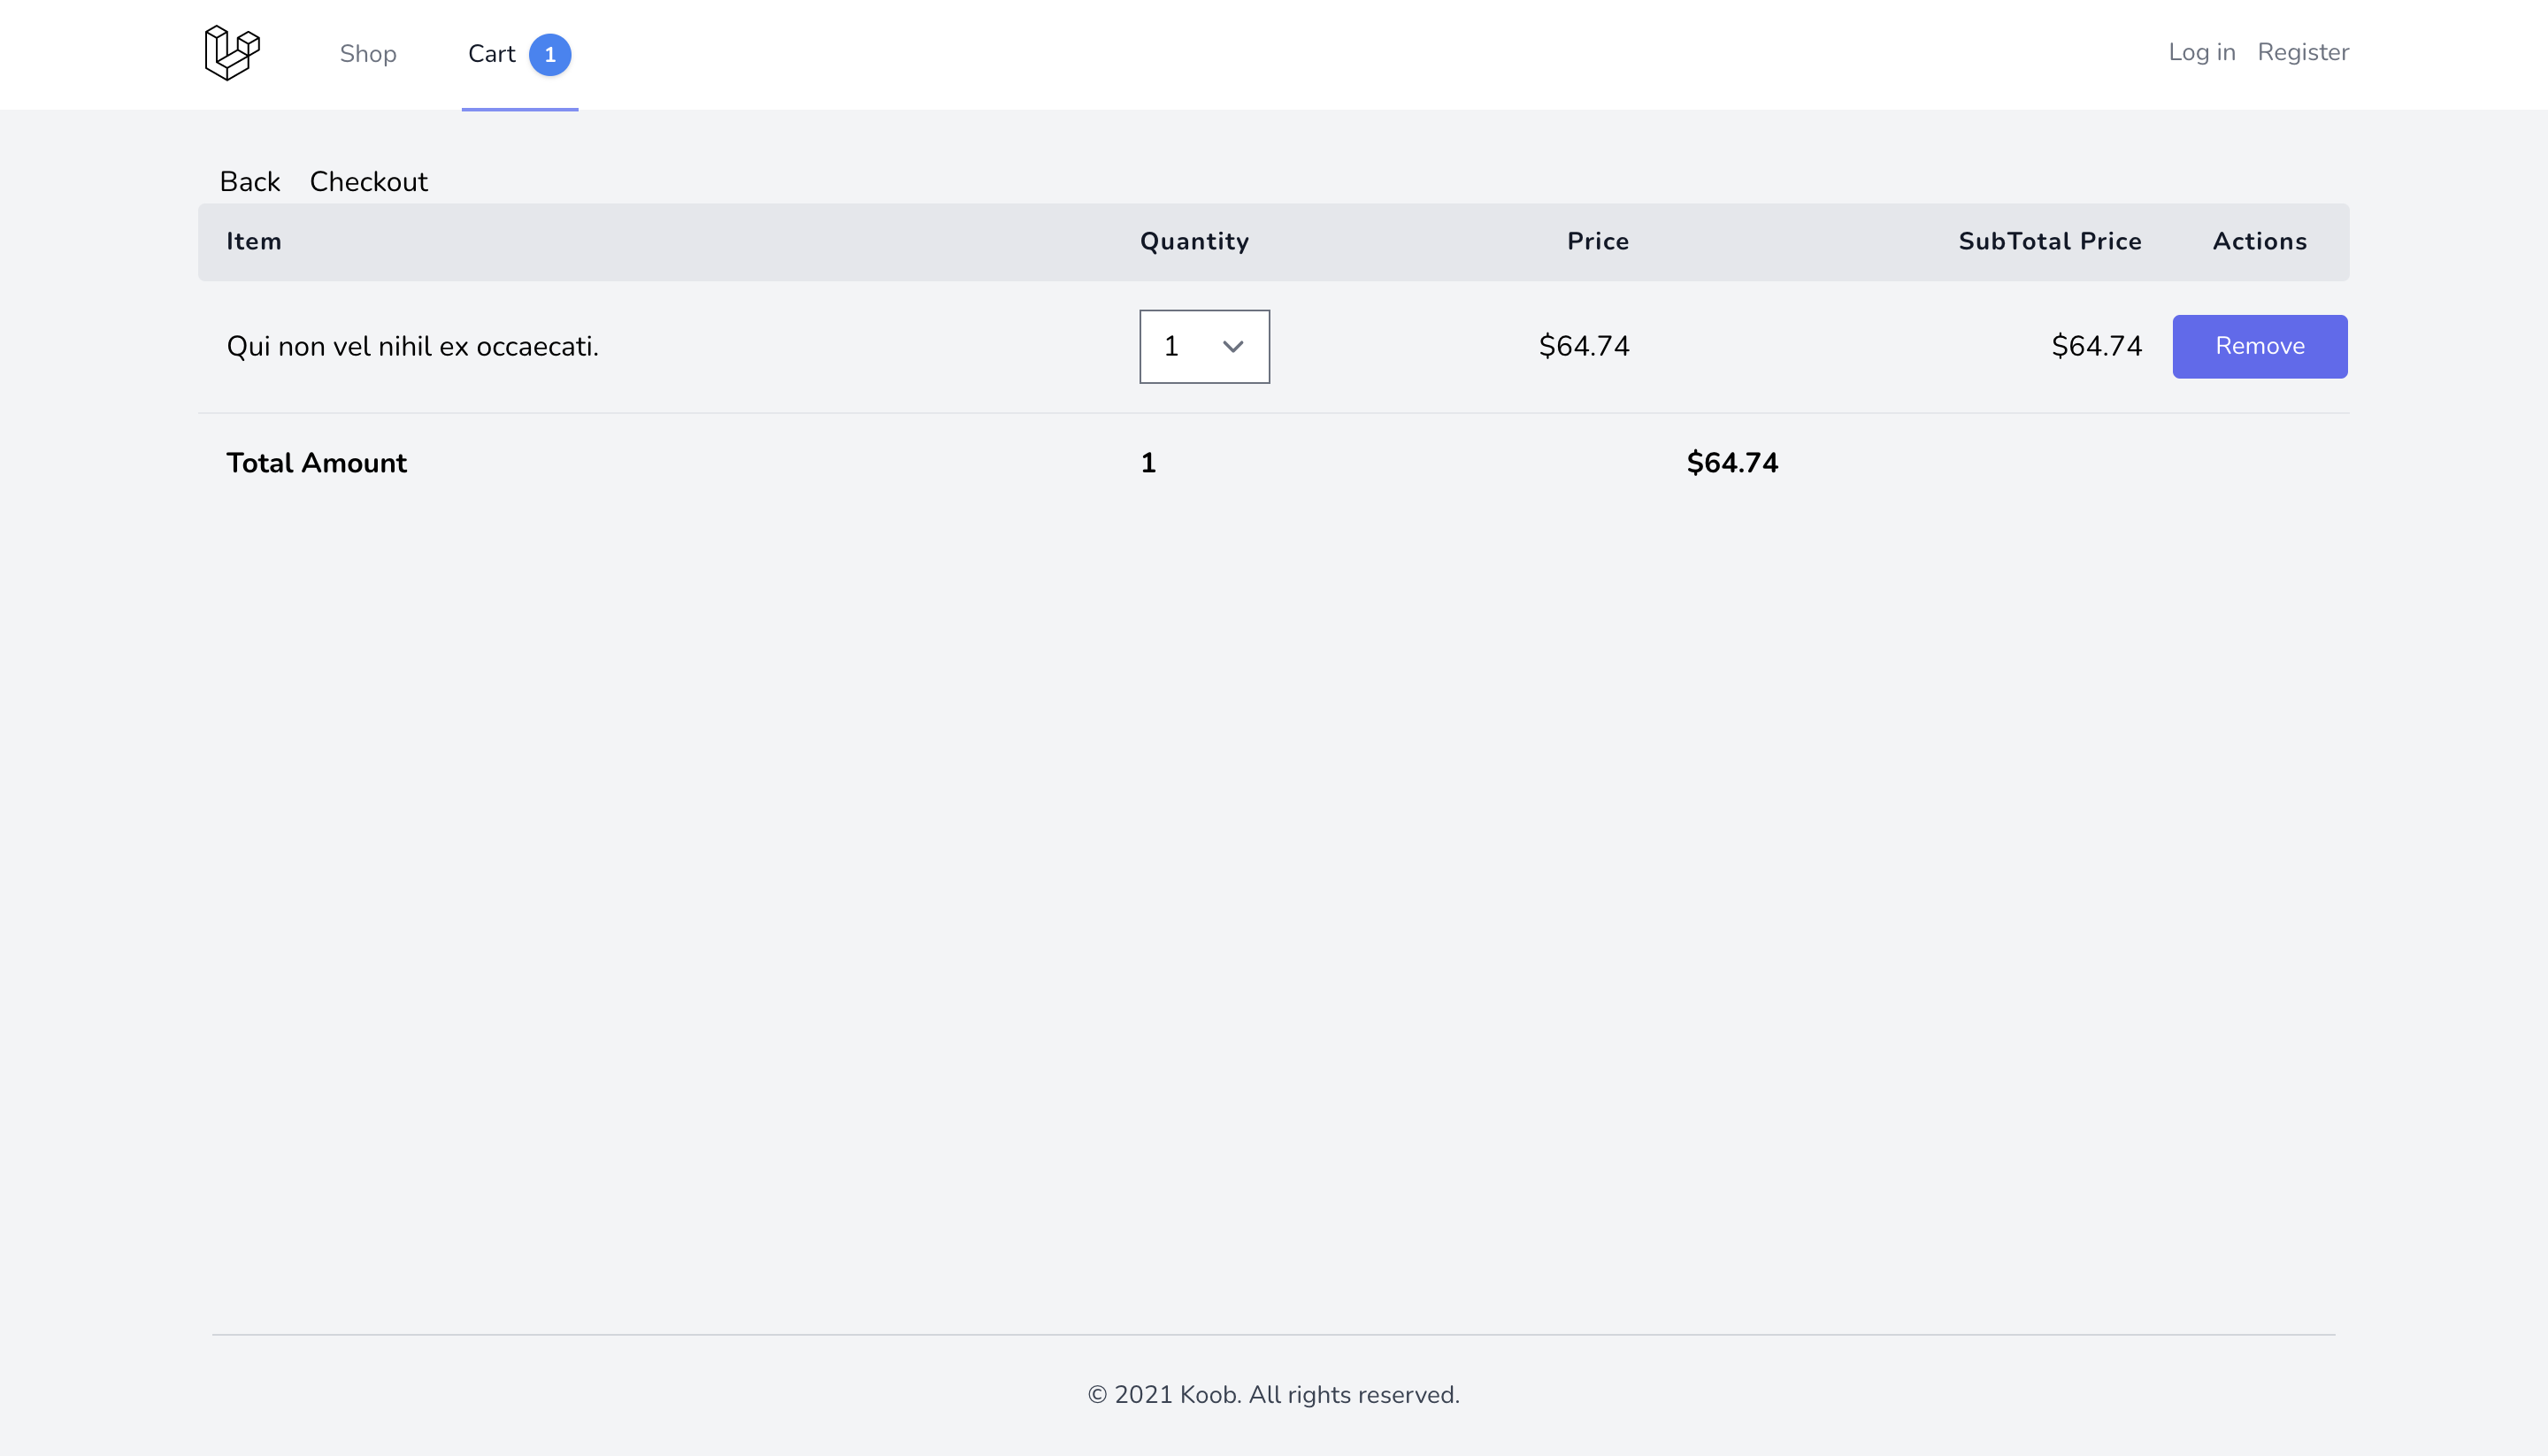 Shop Cart 1 Log in Register
Back Checkout
Item Quantity Price SubTotal Price Actions
Qui non vel nihil ex occaecati. 1 $64.74 $64.74 Remove
Total Amount 1 $64.74
© 2021 Koob. All rights reserved.